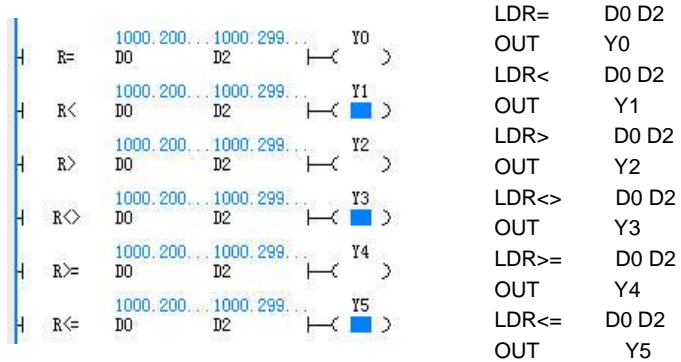 1000.200...1000.299... Y0
R= D0 D2
1000.200...1000.299... Y1
R< D0 D2
1000.200...1000.299... Y2
R> D0 D2
1000.200...1000.299... Y3
R<> D0 D2
1000.200...1000.299... Y4
R>= D0 D2
1000.200...1000.299... Y5
R<= D0 D2
LDR= D0 D2
OUT Y0
LDR< D0 D2
OUT Y1
LDR> D0 D2
OUT Y2
LDR<> D0 D2
OUT Y3
LDR>= D0 D2
OUT Y4
LDR<= D0 D2
OUT Y5